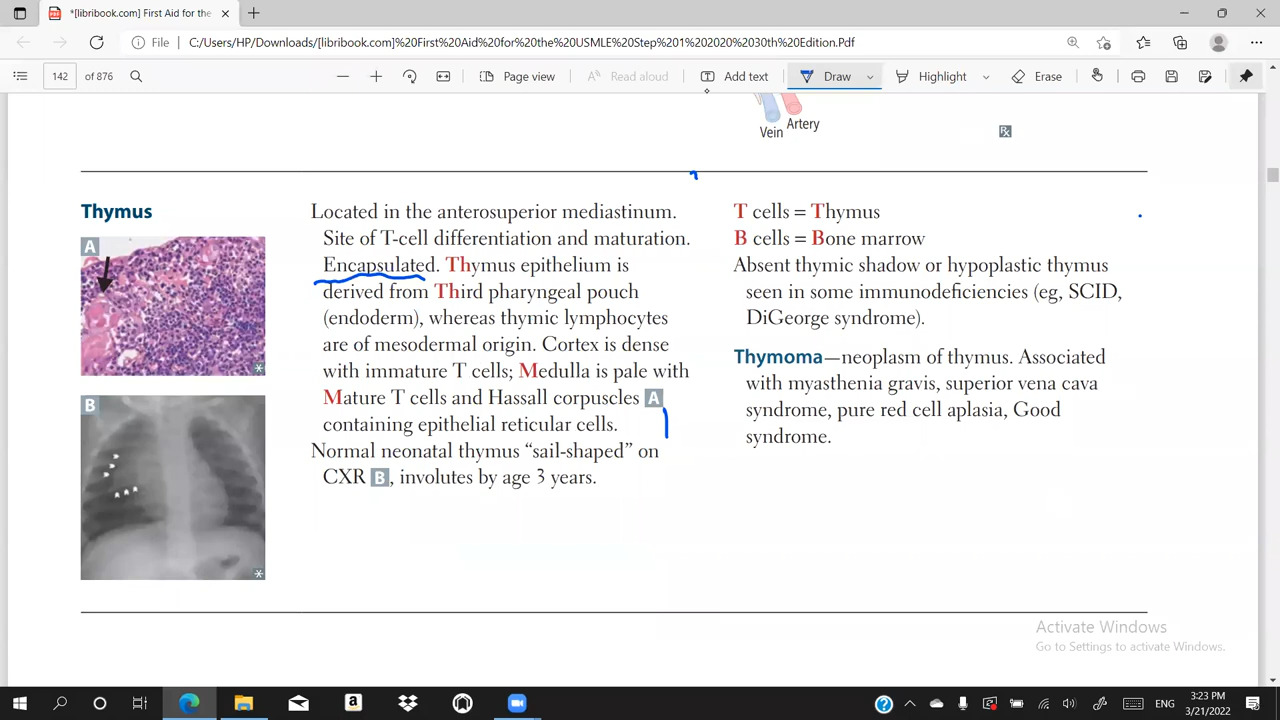 *[libribook.com] First Aid for the
File
C:/Users/HP/Downloads/[libribook.com]%20First%20Aid%20for%20the%20USMLE%20Step%201%202020%2030th%20Edition.Pdf
142 of 876
Page view
Read aloud
Add text
Draw
Highlight
Erase
Vein Artery
Rx
Thymus
A
B
Located in the anterosuperior mediastinum.
Site of T-cell differentiation and maturation.
Encapsulated. Thymus epithelium is
derived from Third pharyngeal pouch
(endoderm), whereas thymic lymphocytes
are of mesodermal origin. Cortex is dense
with immature T cells; Medulla is pale with
Mature T cells and Hassall corpuscles A
containing epithelial reticular cells.
Normal neonatal thymus “sail-shaped” on
CXR B, involutes by age 3 years.
T cells = Thymus
B cells = Bone marrow
Absent thymic shadow or hypoplastic thymus
seen in some immunodeficiencies (eg, SCID,
DiGeorge syndrome).
Thymoma—neoplasm of thymus. Associated
with myasthenia gravis, superior vena cava
syndrome, pure red cell aplasia, Good
syndrome.
Activate Windows
Go to Settings to activate Windows.
ENG
3:23 PM
3/21/2022